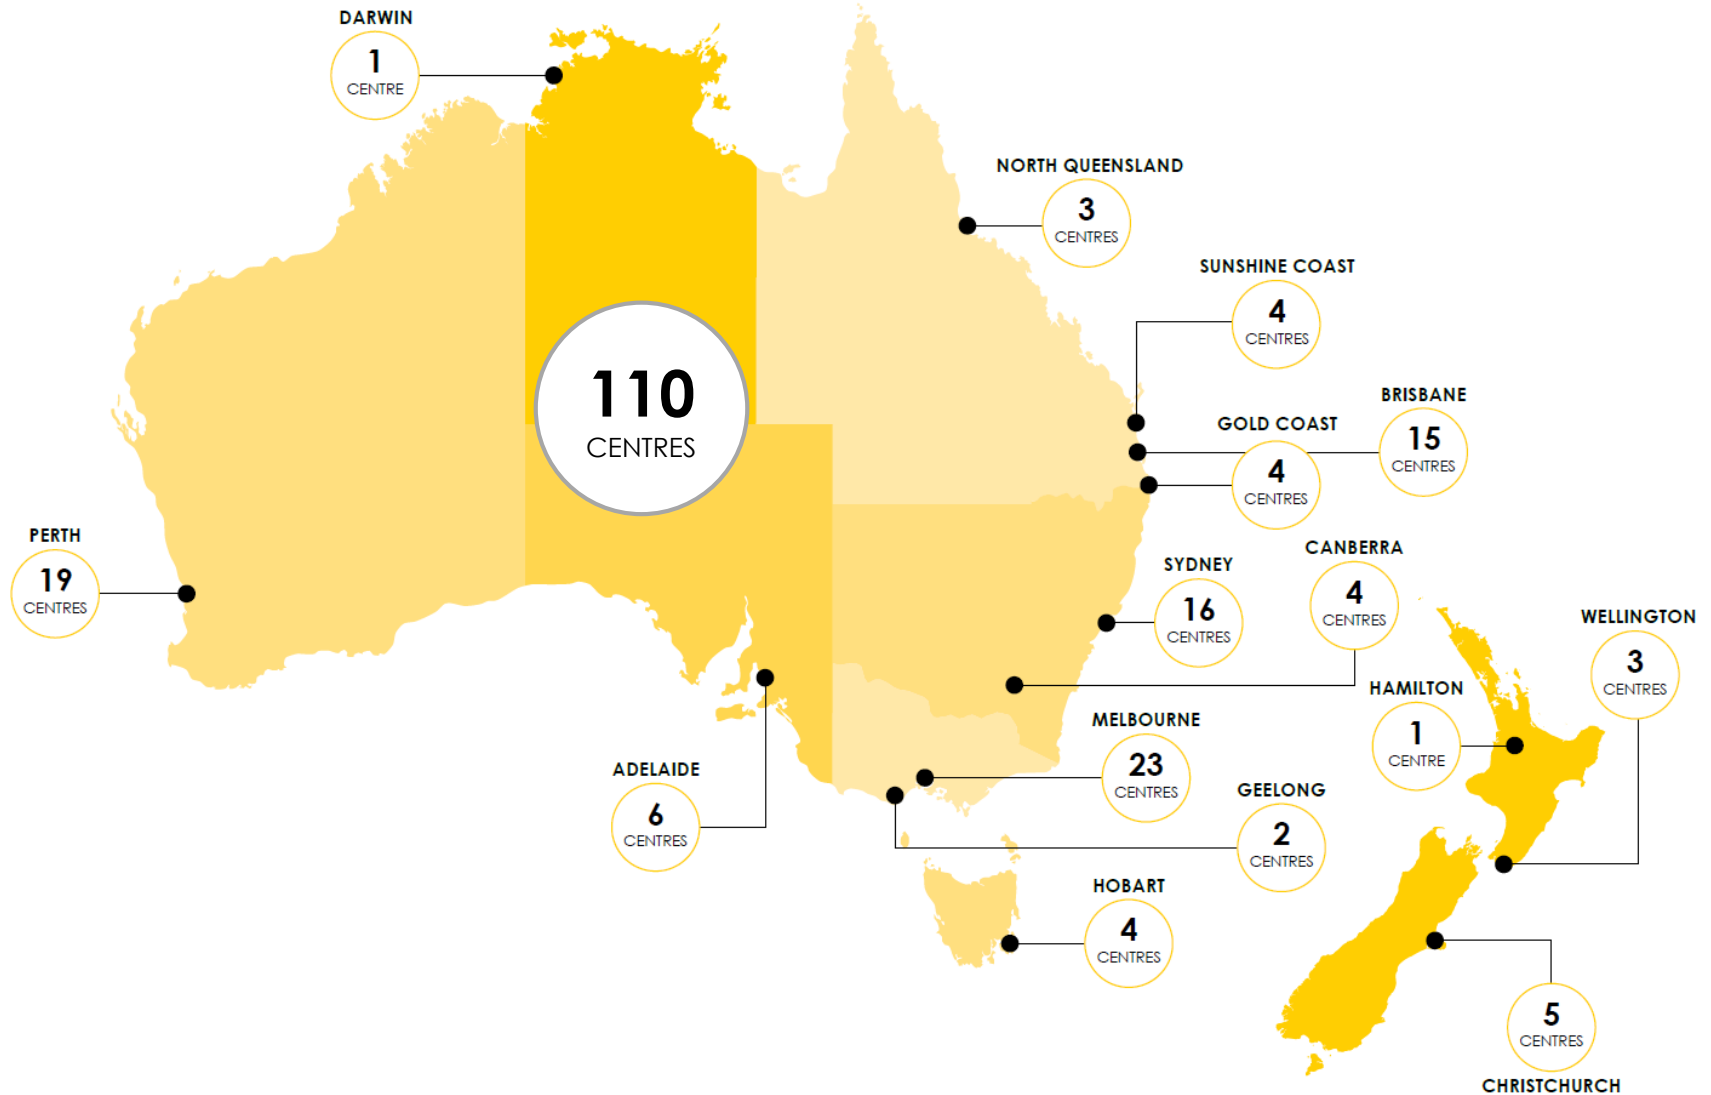 DARWIN
1
CENTRE
NORTH QUEENSLAND
3
CENTRES
SUNSHINE COAST
4
CENTRES
110
CENTRES
BRISBANE
15
CENTRES
GOLD COAST
4
CENTRES
PERTH
19
CENTRES
SYDNEY
16
CENTRES
CANBERRA
4
CENTRES
WELLINGTON
3
CENTRES
HAMILTON
1
CENTRE
MELBOURNE
23
CENTRES
ADELAIDE
6
CENTRES
GEELONG
2
CENTRES
HOBART
4
CENTRES
5
CENTRES
CHRISTCHURCH